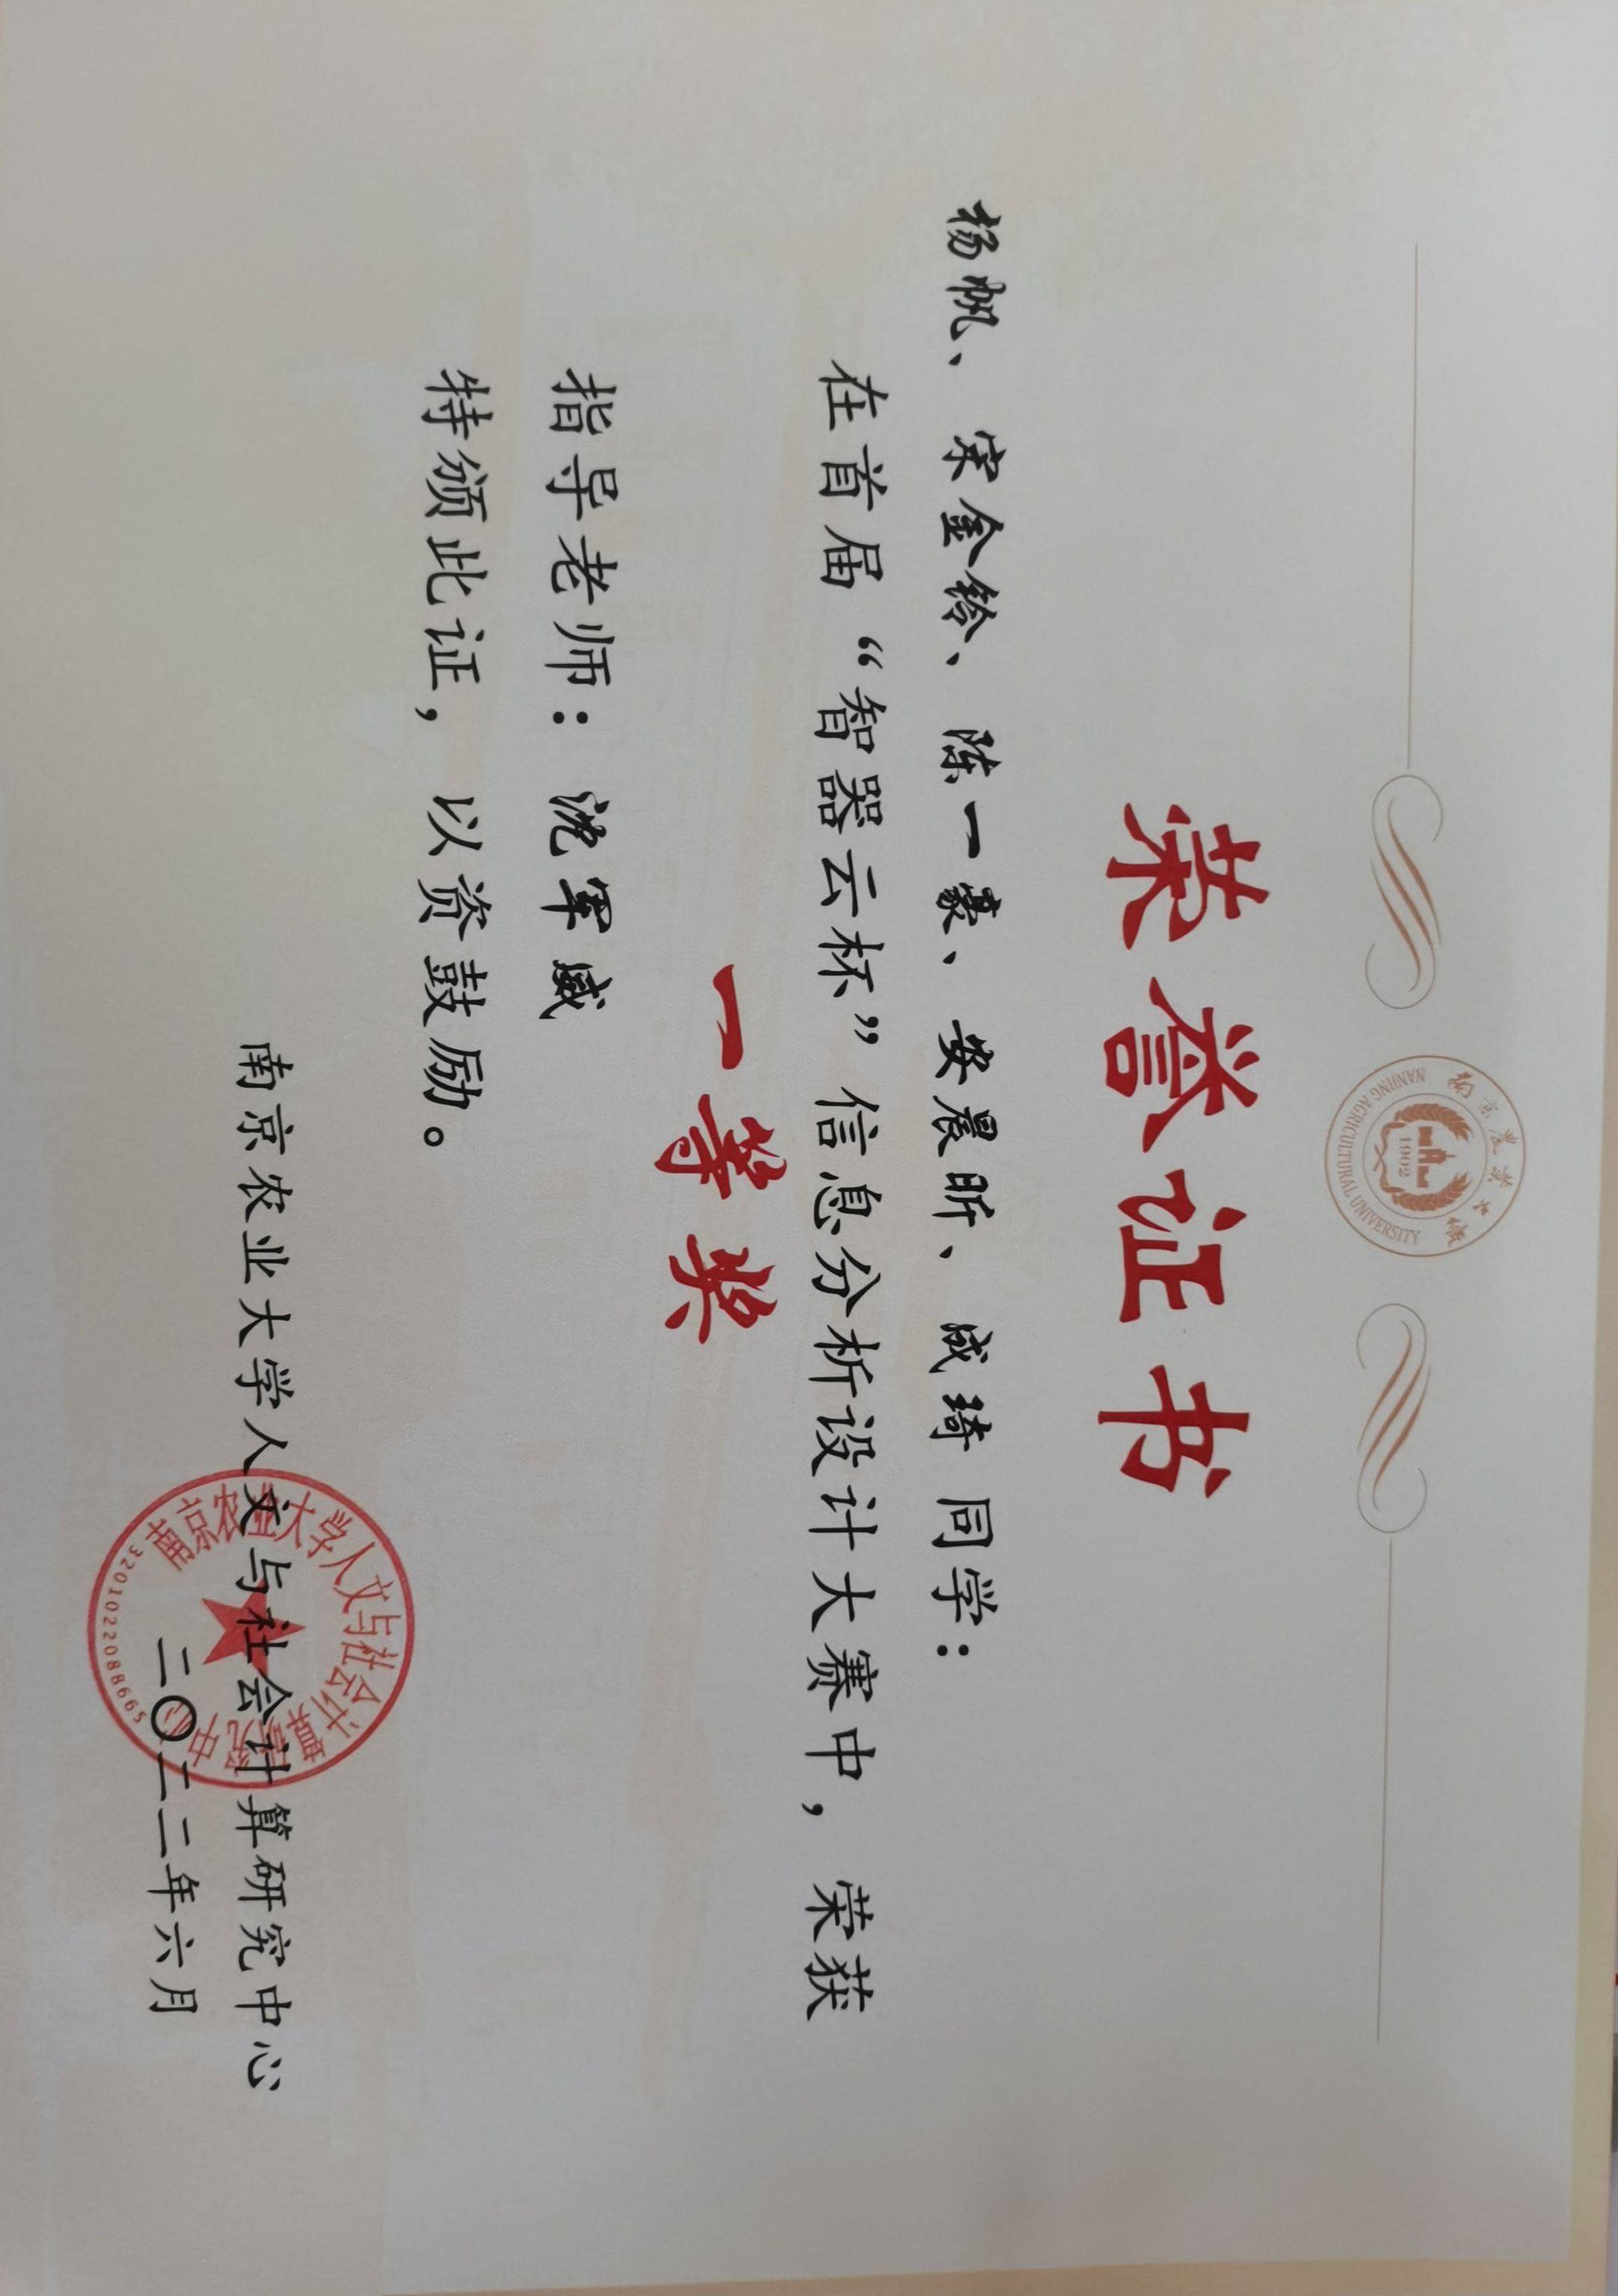 南京農業大學
1902
NANJING AGRICULTURAL UNIVERSITY
荣誉证书
杨帆、宋金铃、陈一豪、安晨昕、成琦 同学：
在首届“智器云杯”信息分析设计大赛中，荣获
一等奖
指导老师：沈军威
特颁此证，以资鼓励。
南京农业大学人文与社会计算研究中心
二〇二二年六月
南京农业大学人文与社会计算研究中心
3201022088665